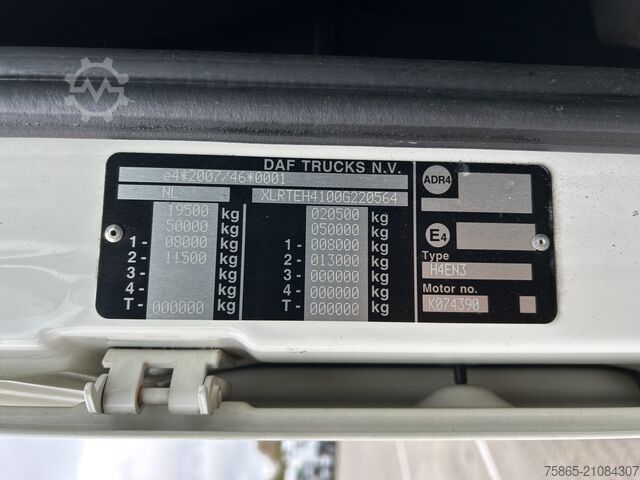 DAF TRUCKS N.V.
e4*2007/46*0001
NL XLRTEH4100G220564
19500 kg 020500 kg
50000 kg 050000 kg
1- 08000 kg 1- 008000 kg
2- 11500 kg 2- 013000 kg
3- kg 3- 000000 kg
4- kg 4- 000000 kg
T- 000000 kg T- 000000 kg
ADR4
E4
Type
H4EN3
Motor no.
K074390
75865-21084307